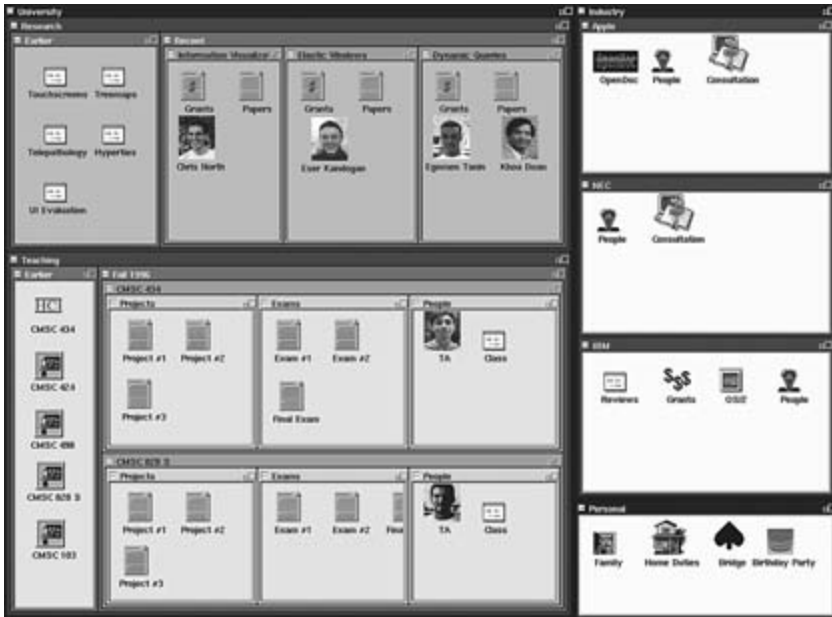 University
Research
Earlier
Touchscreens Treemaps
Telepathology Hyperties
UI Evaluation
Recent
Information Visualizat
Grants Papers
Chris North
Elastic Windows
Grants Papers
Eser Kandogan
Dynamic Queries
Grants Papers
Egemen Tanin Khoa Doan
Teaching
Earlier
CMSC 434
CMSC 424
CMSC 498
CMSC 828 S
CMSC 103
Fall 1996
CMSC 434
Projects
Project #1 Project #2
Project #3
Exams
Exam #1 Exam #2
Final Exam
People
TA Class
CMSC 828 S
Projects
Project #1 Project #2
Project #3
Exams
Exam #1 Exam #2 Fina
People
TA Class
Industry
Apple
OpenDoc People Consultation
NEC
People Consultation
IBM
Reviews Grants OS/2 People
Personal
Family Home Duties Bridge Birthday Party